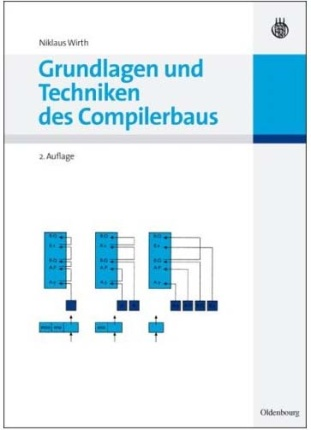 Niklaus Wirth
Grundlagen und
Techniken
des Compilerbaus
2. Auflage
Oldenbourg